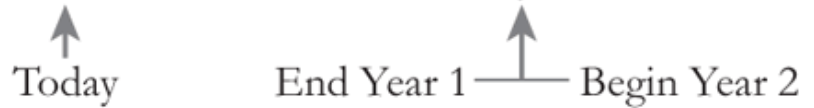 Today End Year 1 Begin Year 2